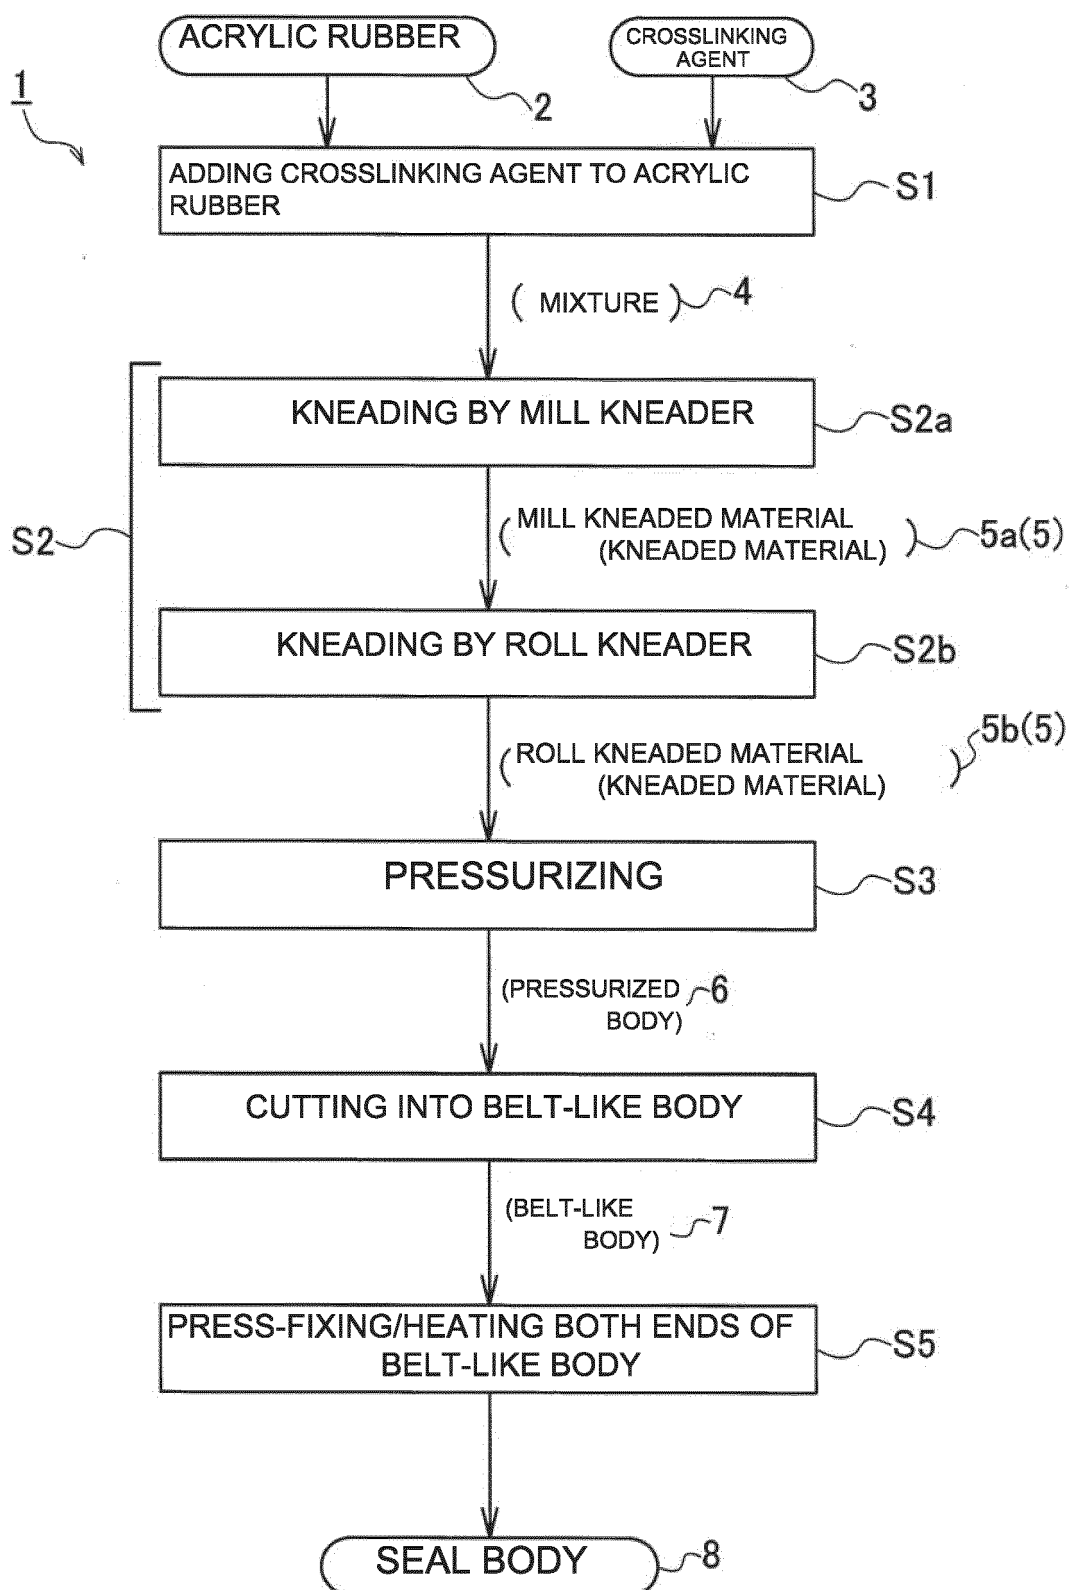 ACRYLIC RUBBER
CROSSLINKING
AGENT
1
2
3
ADDING CROSSLINKING AGENT TO ACRYLIC
RUBBER
S1
( MIXTURE ) 4
KNEADING BY MILL KNEADER
S2a
S2
( MILL KNEADED MATERIAL
(KNEADED MATERIAL) )
5a(5)
KNEADING BY ROLL KNEADER
S2b
5b(5)
( ROLL KNEADED MATERIAL
(KNEADED MATERIAL) )
PRESSURIZING
S3
(PRESSURIZED
BODY)
6
CUTTING INTO BELT-LIKE BODY
S4
(BELT-LIKE
BODY)
7
PRESS-FIXING/HEATING BOTH ENDS OF
BELT-LIKE BODY
S5
SEAL BODY
8